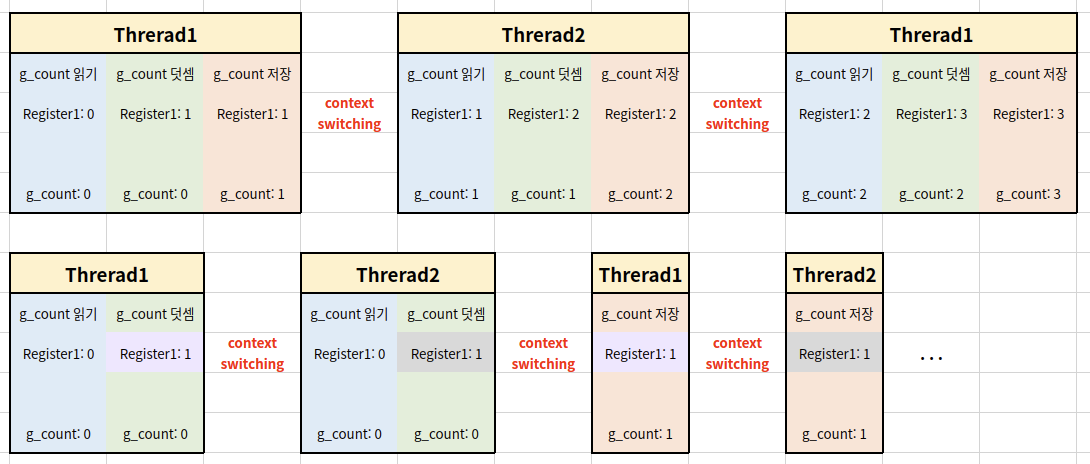 Threrad1 Threrad2 Threrad1
g_count 읽기 g_count 덧셈 g_count 저장 g_count 읽기 g_count 덧셈 g_count 저장 g_count 읽기 g_count 덧셈 g_count 저장
Register1: 0 Register1: 1 Register1: 1 context switching Register1: 1 Register1: 2 Register1: 2 context switching Register1: 2 Register1: 3 Register1: 3
g_count: 0 g_count: 0 g_count: 1 g_count: 1 g_count: 1 g_count: 2 g_count: 2 g_count: 2 g_count: 3
Threrad1 Threrad2 Threrad1 Threrad2
g_count 읽기 g_count 덧셈 g_count 읽기 g_count 덧셈 g_count 저장 g_count 저장
Register1: 0 Register1: 1 context switching Register1: 0 Register1: 1 context switching Register1: 1 context switching Register1: 1 ...
g_count: 0 g_count: 0 g_count: 0 g_count: 0 g_count: 1 g_count: 1